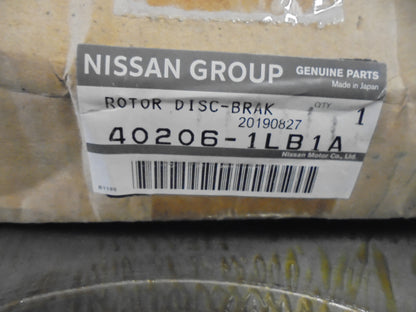 NISSAN GROUP GENUINE PARTS
Made in Japan
ROTOR DISC-BRAK QTY 1
20190827
40206-1LB1A
Nissan Motor Co., Ltd.